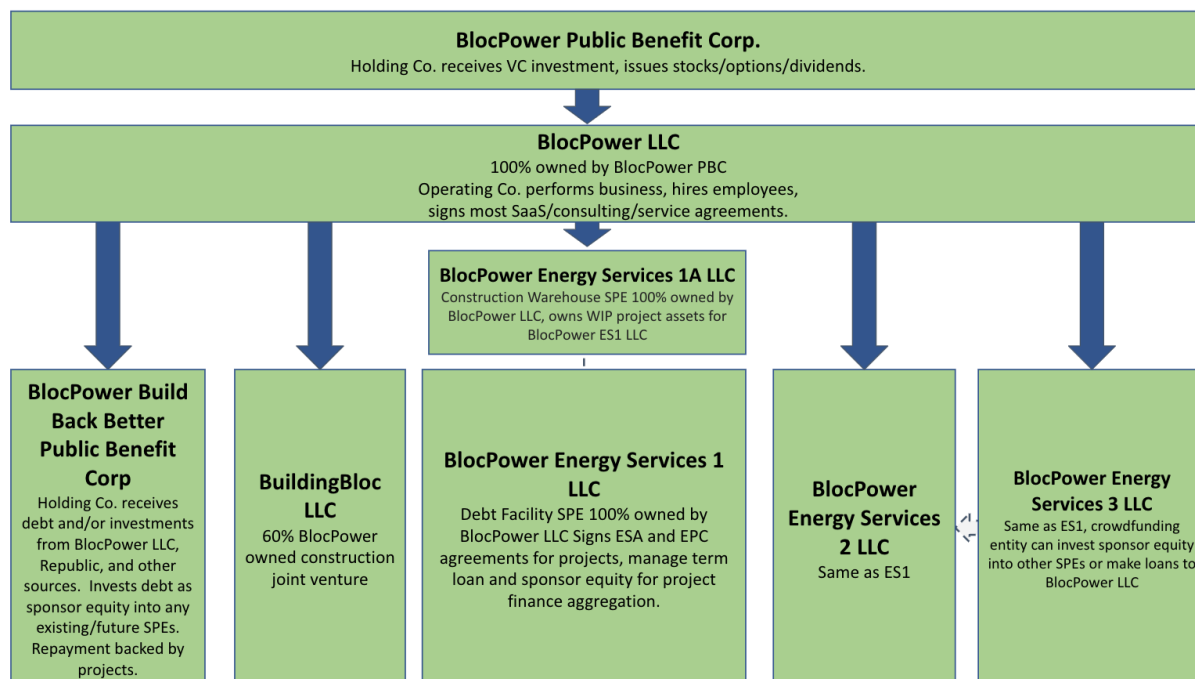 BlocPower Public Benefit Corp.
Holding Co. receives VC investment, issues stocks/options/dividends.
BlocPower LLC
100% owned by BlocPower PBC
Operating Co. performs business, hires employees,
signs most SaaS/consulting/service agreements.
BlocPower Energy Services 1A LLC
Construction Warehouse SPE 100% owned by
BlocPower LLC, owns WIP project assets for
BlocPower ES1 LLC
BlocPower Build
Back Better
Public Benefit
Corp
Holding Co. receives
debt and/or investments
from BlocPower LLC,
Republic, and other
sources. Invests debt as
sponsor equity into any
existing/future SPEs.
Repayment backed by
projects.
BuildingBloc
LLC
60% BlocPower
owned construction
joint venture
BlocPower Energy Services 1
LLC
Debt Facility SPE 100% owned by
BlocPower LLC Signs ESA and EPC
agreements for projects, manage term
loan and sponsor equity for project
finance aggregation.
BlocPower
Energy Services
2 LLC
Same as ES1
BlocPower Energy
Services 3 LLC
Same as ES1, crowdfunding
entity can invest sponsor equity
into other SPEs or make loans to
BlocPower LLC